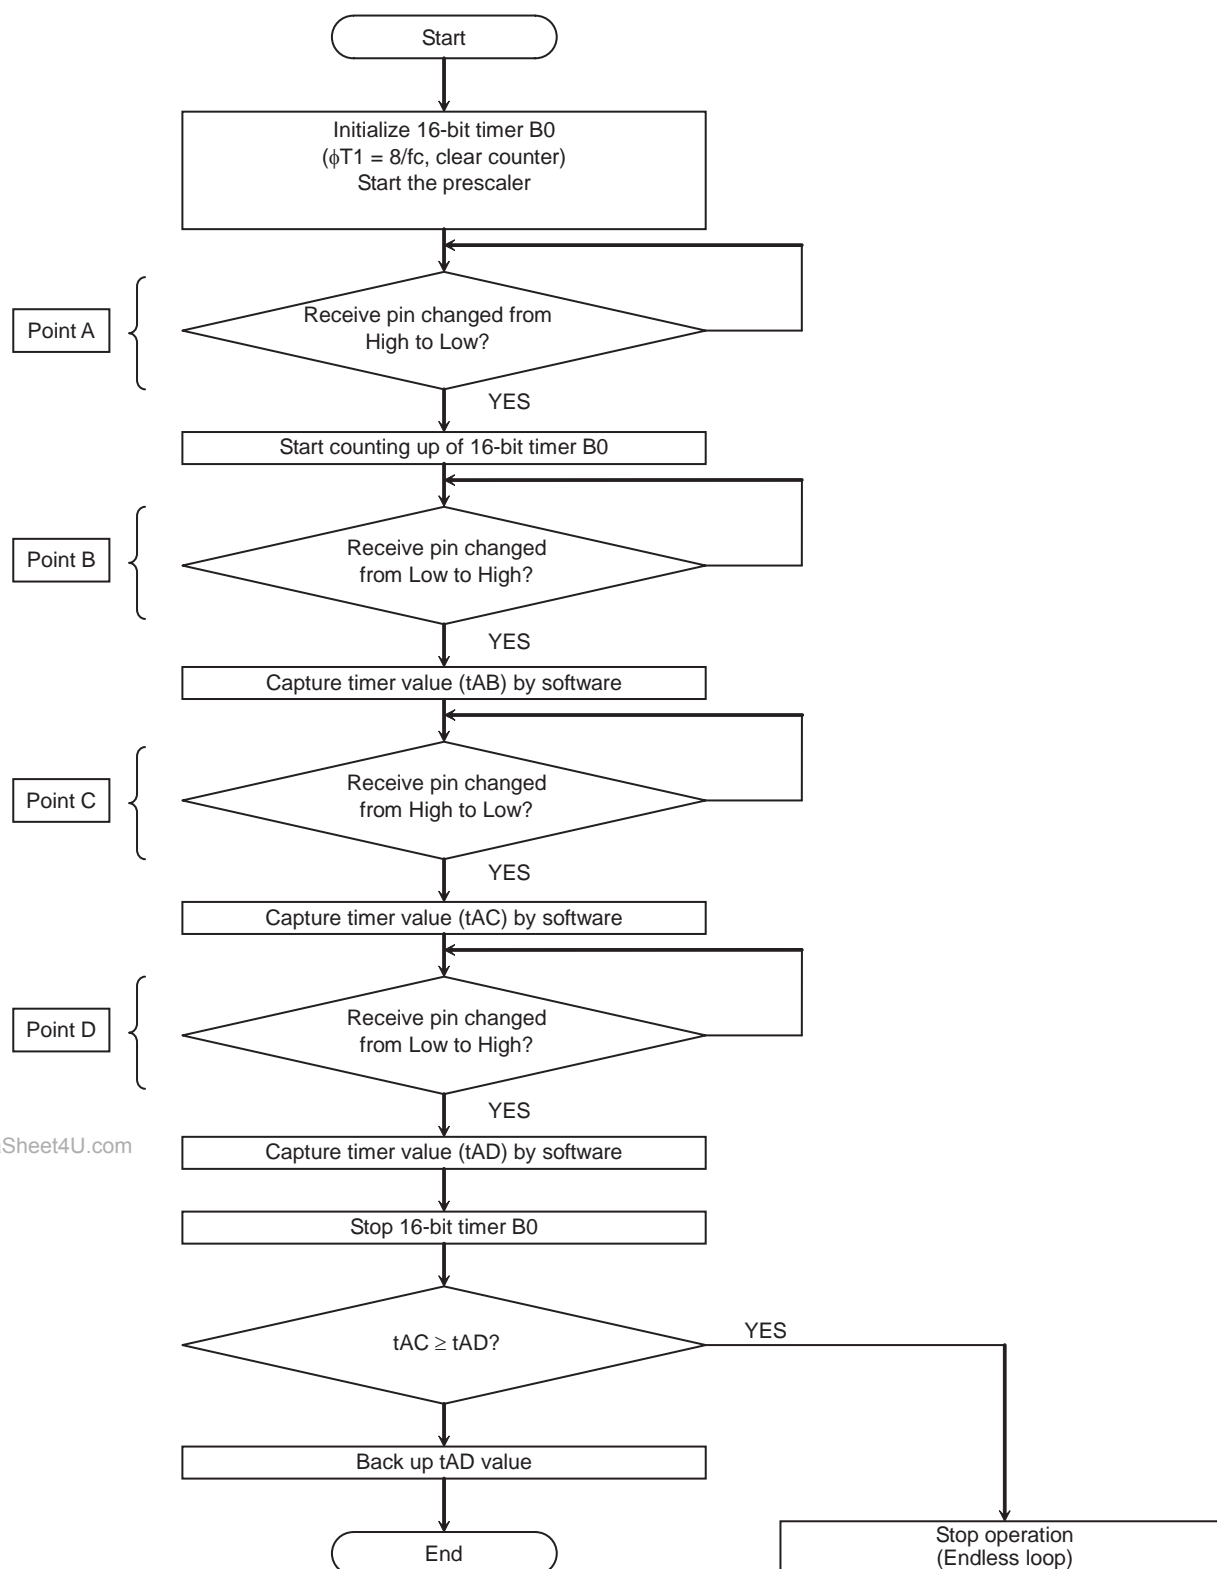 Start
Initialize 16-bit timer B0
(ϕT1 = 8/fc, clear counter)
Start the prescaler
Point A
Receive pin changed from
High to Low?
YES
Start counting up of 16-bit timer B0
Point B
Receive pin changed
from Low to High?
YES
Capture timer value (tAB) by software
Point C
Receive pin changed
from High to Low?
YES
Capture timer value (tAC) by software
Point D
Receive pin changed
from Low to High?
YES
Sheet4U.com
Capture timer value (tAD) by software
Stop 16-bit timer B0
tAC ≥ tAD?
YES
Back up tAD value
End
Stop operation
(Endless loop)